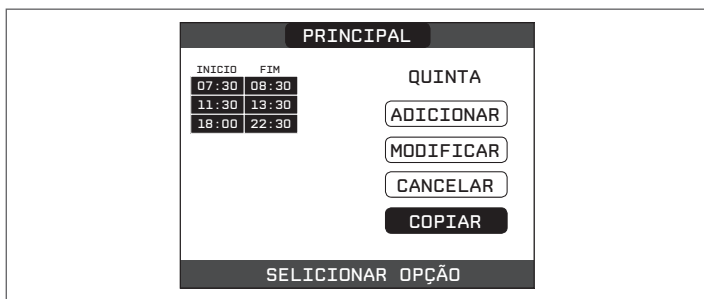 PRINCIPAL
INICIO FIM
07:30 08:30
11:30 13:30
18:00 22:30
QUINTA
ADICIONAR
MODIFICAR
CANCELAR
COPIAR
SELICIONAR OPÇÃO